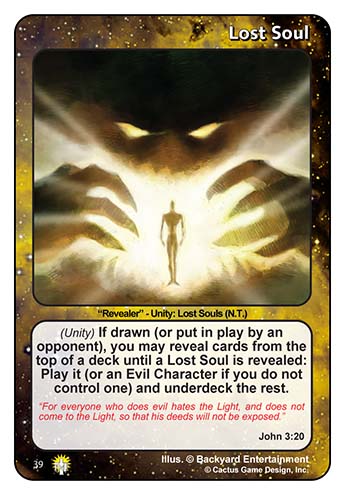 Lost Soul
“Revealer” - Unity: Lost Souls (N.T.)
(Unity) If drawn (or put in play by an
opponent), you may reveal cards from the
top of a deck until a Lost Soul is revealed:
Play it (or an Evil Character if you do not
control one) and underdeck the rest.
“For everyone who does evil hates the Light, and does not
come to the Light, so that his deeds will not be exposed.”
John 3:20
39
Illus. © Backyard Entertainment
© Cactus Game Design, Inc.